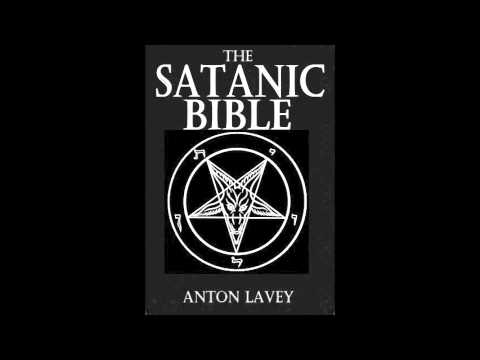 THE
SATANIC
BIBLE
ת י
ן ו
ל
ANTON LAVEY